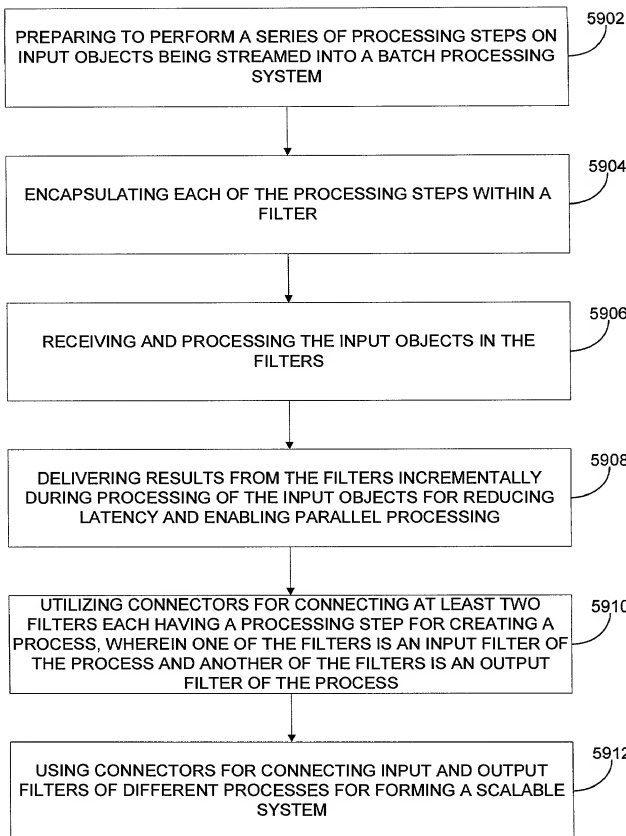 5902
PREPARING TO PERFORM A SERIES OF PROCESSING STEPS ON
INPUT OBJECTS BEING STREAMED INTO A BATCH PROCESSING
SYSTEM
5904
ENCAPSULATING EACH OF THE PROCESSING STEPS WITHIN A
FILTER
5906
RECEIVING AND PROCESSING THE INPUT OBJECTS IN THE
FILTERS
5908
DELIVERING RESULTS FROM THE FILTERS INCREMENTALLY
DURING PROCESSING OF THE INPUT OBJECTS FOR REDUCING
LATENCY AND ENABLING PARALLEL PROCESSING
5910
UTILIZING CONNECTORS FOR CONNECTING AT LEAST TWO
FILTERS EACH HAVING A PROCESSING STEP FOR CREATING A
PROCESS, WHEREIN ONE OF THE FILTERS IS AN INPUT FILTER OF
THE PROCESS AND ANOTHER OF THE FILTERS IS AN OUTPUT
FILTER OF THE PROCESS
5912
USING CONNECTORS FOR CONNECTING INPUT AND OUTPUT
FILTERS OF DIFFERENT PROCESSES FOR FORMING A SCALABLE
SYSTEM